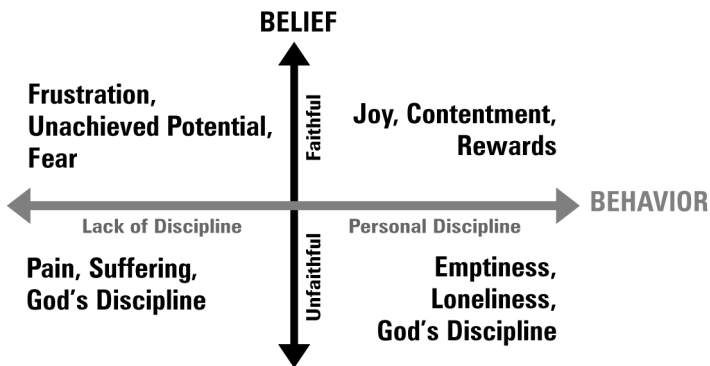 BELIEF
Frustration,
Unachieved Potential,
Fear
Faithful
Joy, Contentment,
Rewards
BEHAVIOR
Lack of Discipline
Personal Discipline
Pain, Suffering,
God's Discipline
Unfaithful
Emptiness,
Loneliness,
God's Discipline